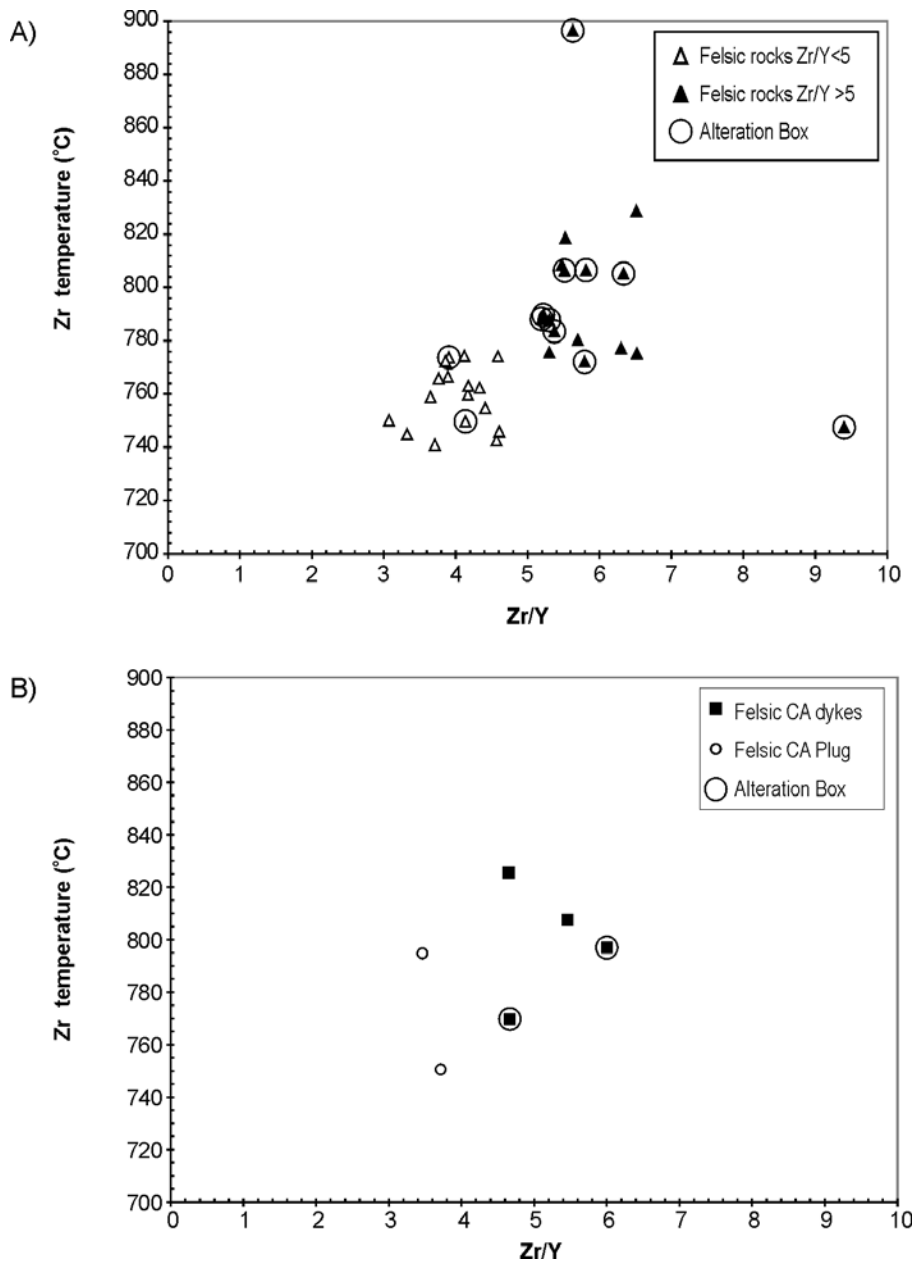 A)
Zr temperature (°C)
900
880
860
840
820
800
780
760
740
720
700
0 1 2 3 4 5 6 7 8 9 10
Zr/Y
Felsic rocks Zr/Y<5
Felsic rocks Zr/Y >5
Alteration Box
B)
Zr temperature (°C)
900
880
860
840
820
800
780
760
740
720
700
0 1 2 3 4 5 6 7 8 9 10
Zr/Y
Felsic CA dykes
Felsic CA Plug
Alteration Box